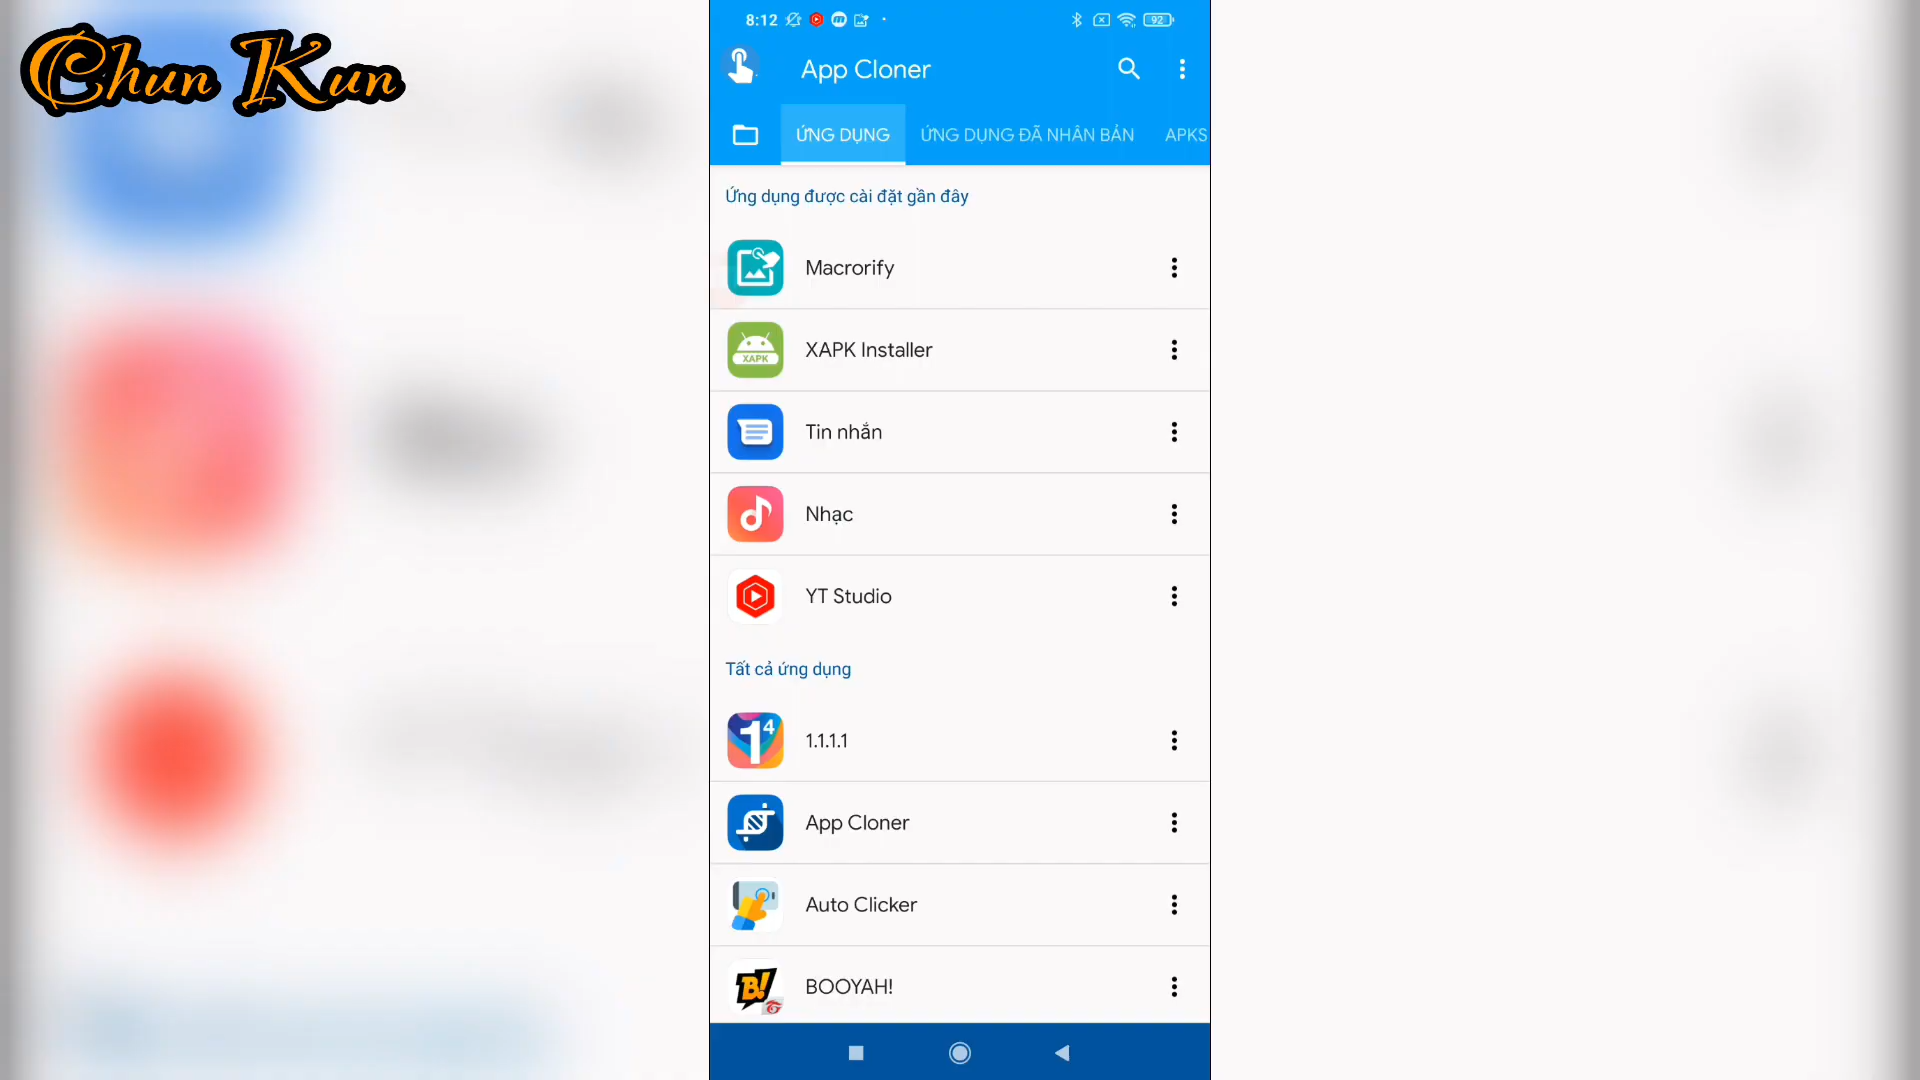 Chun Kun
8:12
92
App Cloner
ỨNG DỤNG
ỨNG DỤNG ĐÃ NHÂN BẢN
APKS
Ứng dụng được cài đặt gần đây
Macrorify
XAPK
XAPK Installer
Tin nhắn
Nhạc
YT Studio
Tất cả ứng dụng
1⁴
1.1.1.1
App Cloner
Auto Clicker
B!
BOOYAH!